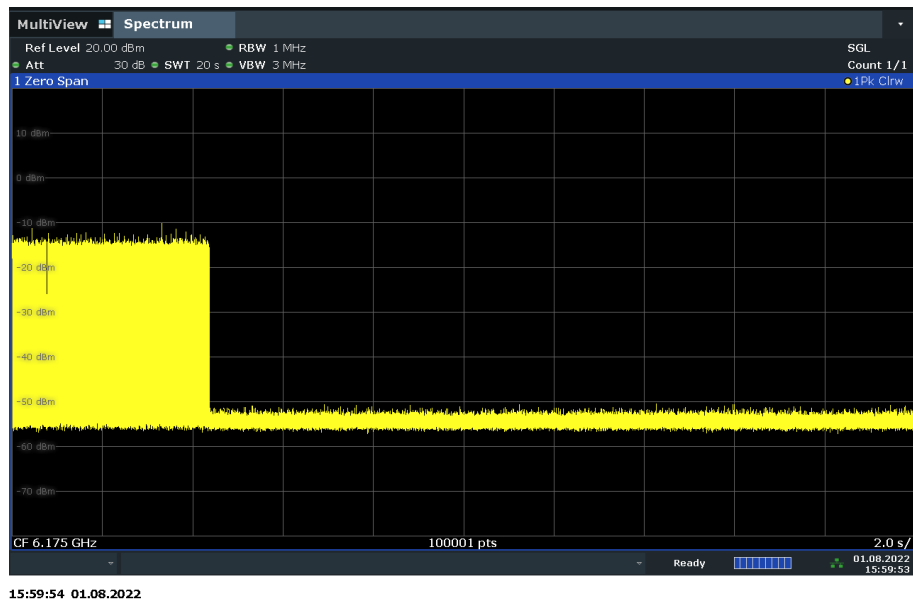 MultiView Spectrum
Ref Level 20.00 dBm RBW 1 MHz SGL
Att 30 dB SWT 20 s VBW 3 MHz Count 1/1
1 Zero Span 1Pk Clrw
10 dBm
0 dBm
-10 dBm
-20 dBm
-30 dBm
-40 dBm
-50 dBm
-60 dBm
-70 dBm
CF 6.175 GHz 100001 pts 2.0 s/
Ready 01.08.2022
15:59:53
15:59:54 01.08.2022